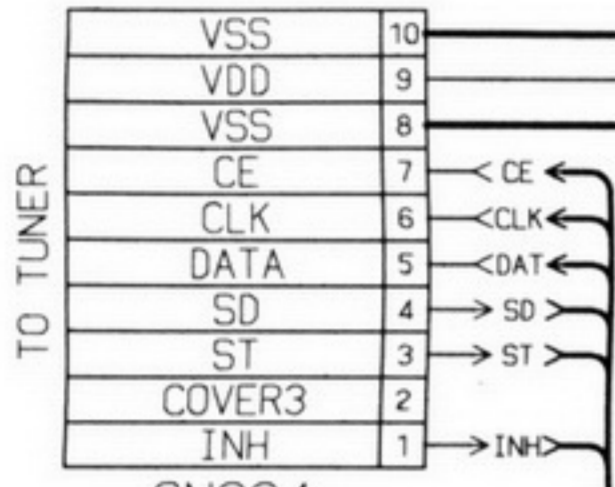 TO TUNER
VSS 10
VDD 9
VSS 8
CE 7 CE
CLK 6 CLK
DATA 5 DAT
SD 4 SD
ST 3 ST
COVER3 2
INH 1 INH